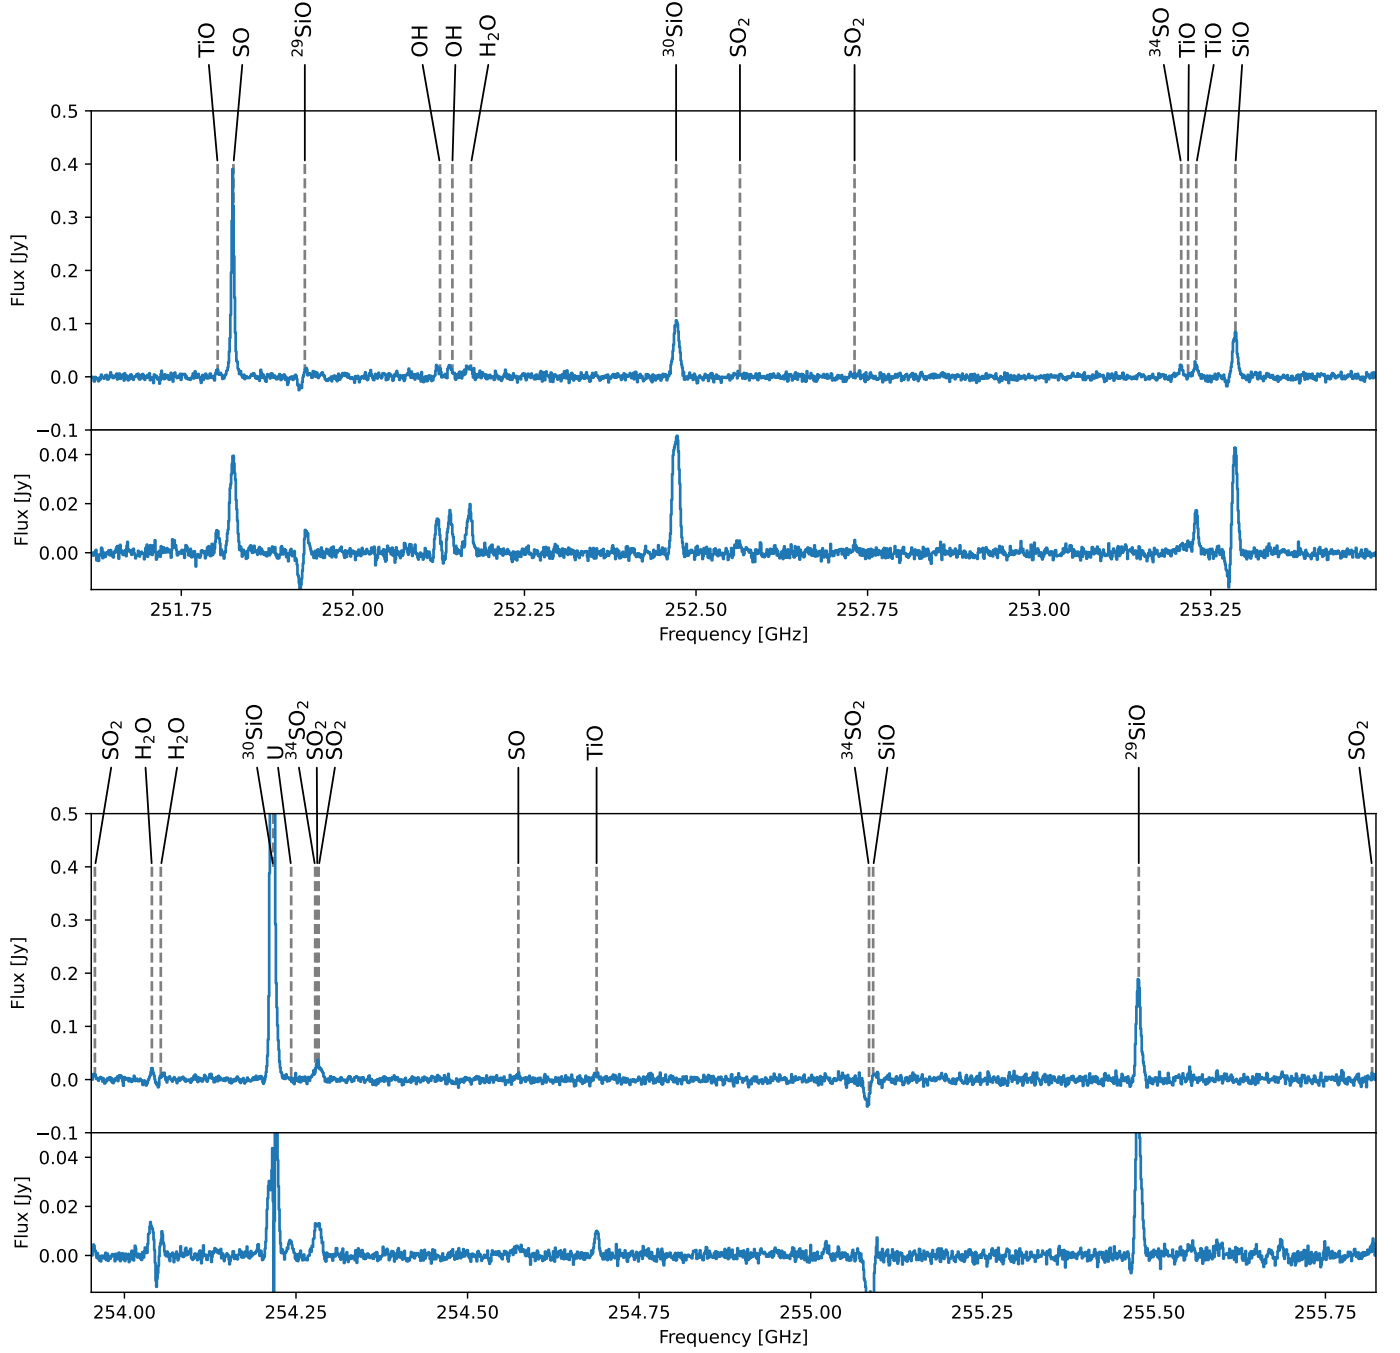 TiO SO ²⁹SiO OH OH H₂O ³⁰SiO SO₂ SO₂ ³⁴SO TiO TiO SiO
0.5
0.4
0.3
0.2
0.1
0.0
−0.1
Flux [Jy]
0.04
0.02
0.00
Flux [Jy]
251.75 252.00 252.25 252.50 252.75 253.00 253.25
Frequency [GHz]
SO₂ H₂O H₂O ³⁰SiO U ³⁴SO₂ SO₂ SO₂ SO TiO ³⁴SO₂ SiO ²⁹SiO SO₂
0.5
0.4
0.3
0.2
0.1
0.0
−0.1
Flux [Jy]
0.04
0.02
0.00
Flux [Jy]
254.00 254.25 254.50 254.75 255.00 255.25 255.50 255.75
Frequency [GHz]